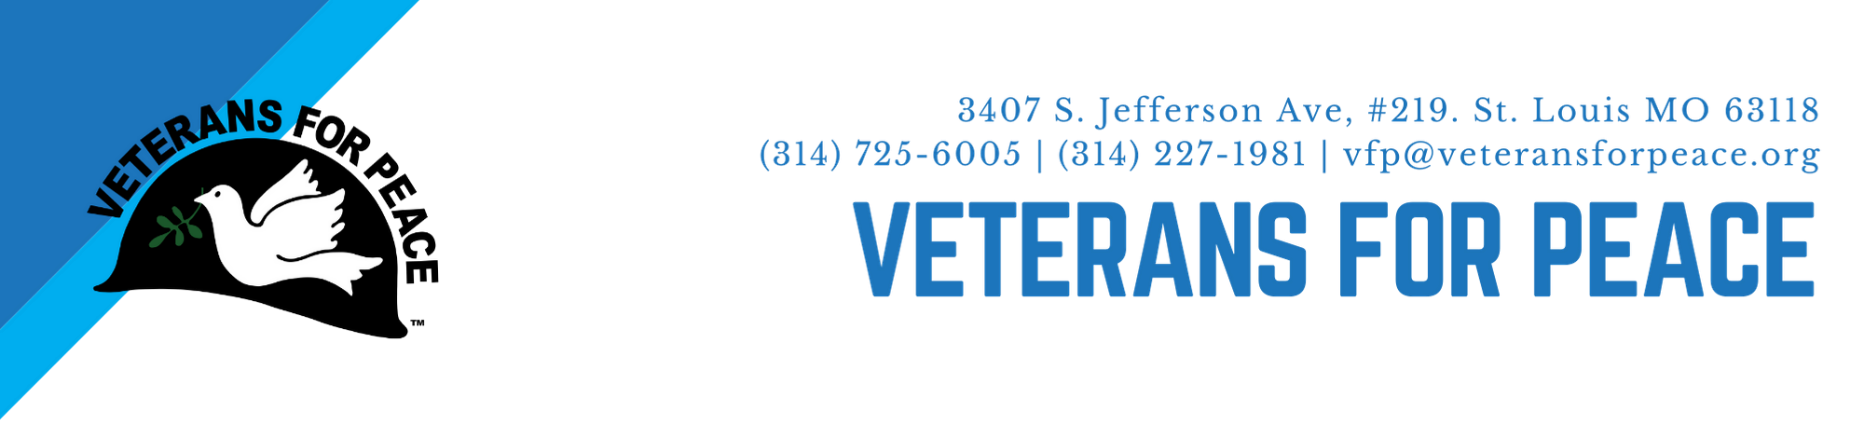 VETERANS FOR PEACE
TM
3407 S. Jefferson Ave, #219. St. Louis MO 63118
(314) 725-6005 | (314) 227-1981 | vfp@veteransforpeace.org
VETERANS FOR PEACE